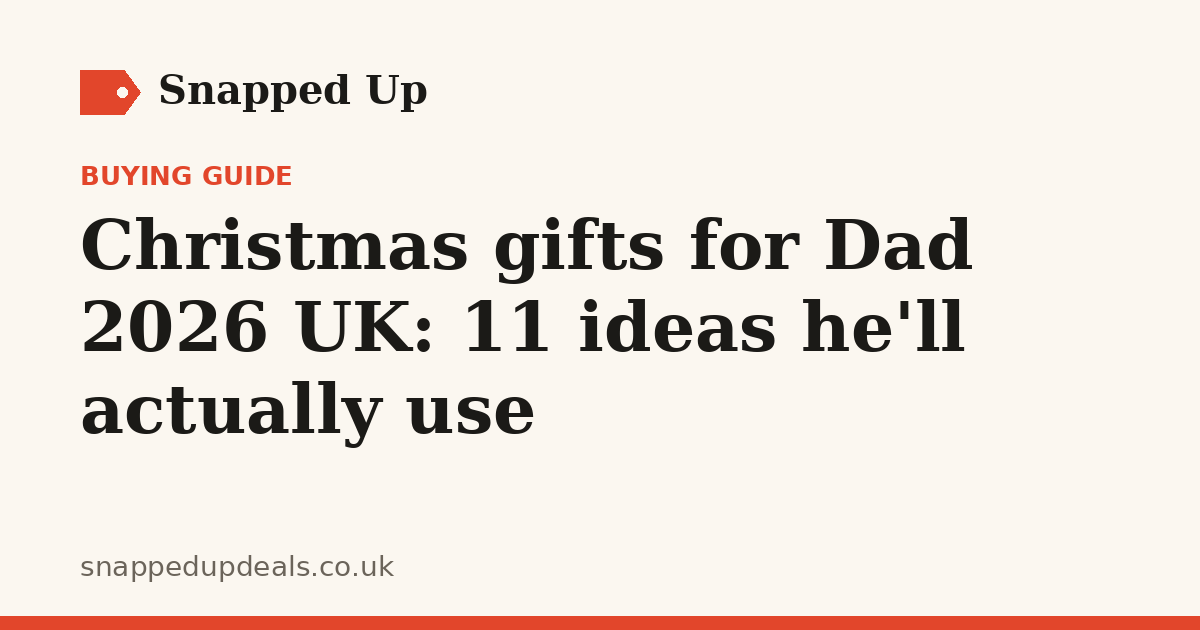 Snapped Up
BUYING GUIDE
Christmas gifts for Dad
2026 UK: 11 ideas he'll
actually use
snappedupdeals.co.uk